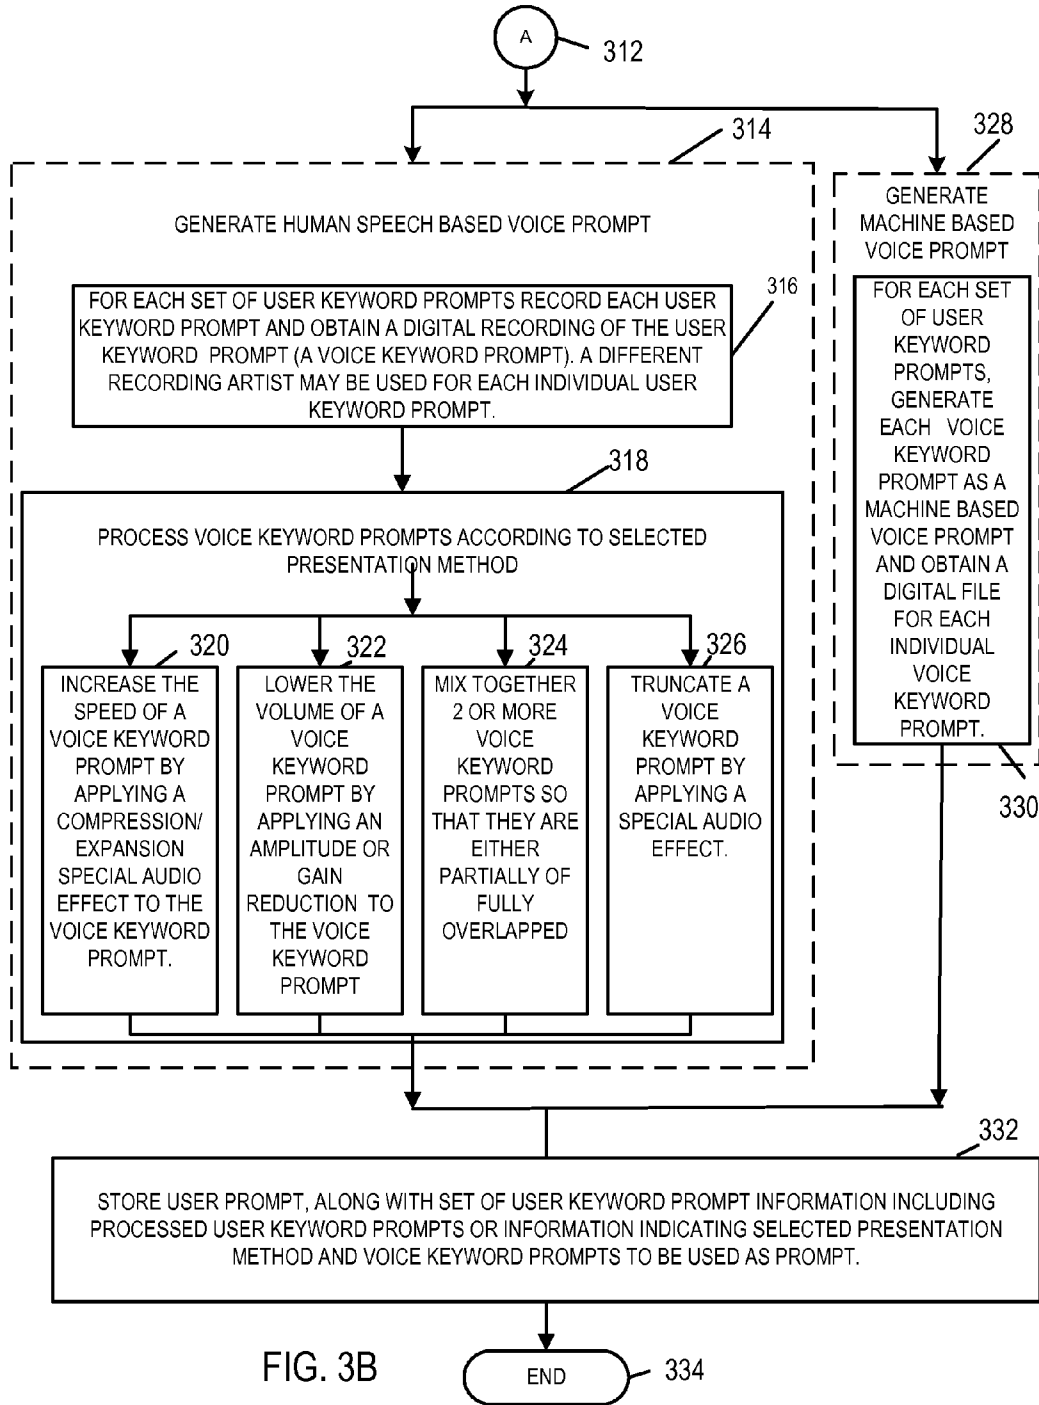 A
312
314
GENERATE HUMAN SPEECH BASED VOICE PROMPT
316
FOR EACH SET OF USER KEYWORD PROMPTS RECORD EACH USER
KEYWORD PROMPT AND OBTAIN A DIGITAL RECORDING OF THE USER
KEYWORD PROMPT (A VOICE KEYWORD PROMPT). A DIFFERENT
RECORDING ARTIST MAY BE USED FOR EACH INDIVIDUAL USER
KEYWORD PROMPT.
318
PROCESS VOICE KEYWORD PROMPTS ACCORDING TO SELECTED
PRESENTATION METHOD
320
INCREASE THE
SPEED OF A
VOICE KEYWORD
PROMPT BY
APPLYING A
COMPRESSION/
EXPANSION
SPECIAL AUDIO
EFFECT TO THE
VOICE KEYWORD
PROMPT.
322
LOWER THE
VOLUME OF A
VOICE
KEYWORD
PROMPT BY
APPLYING AN
AMPLITUDE OR
GAIN
REDUCTION TO
THE VOICE
KEYWORD
PROMPT
324
MIX TOGETHER
2 OR MORE
VOICE
KEYWORD
PROMPTS SO
THAT THEY ARE
EITHER
PARTIALLY OF
FULLY
OVERLAPPED
326
TRUNCATE A
VOICE
KEYWORD
PROMPT BY
APPLYING A
SPECIAL AUDIO
EFFECT.
328
GENERATE
MACHINE BASED
VOICE PROMPT
FOR EACH SET
OF USER
KEYWORD
PROMPTS,
GENERATE
EACH VOICE
KEYWORD
PROMPT AS A
MACHINE BASED
VOICE PROMPT
AND OBTAIN A
DIGITAL FILE
FOR EACH
INDIVIDUAL
VOICE
KEYWORD
PROMPT.
330
332
STORE USER PROMPT, ALONG WITH SET OF USER KEYWORD PROMPT INFORMATION INCLUDING
PROCESSED USER KEYWORD PROMPTS OR INFORMATION INDICATING SELECTED PRESENTATION
METHOD AND VOICE KEYWORD PROMPTS TO BE USED AS PROMPT.
FIG. 3B
END
334